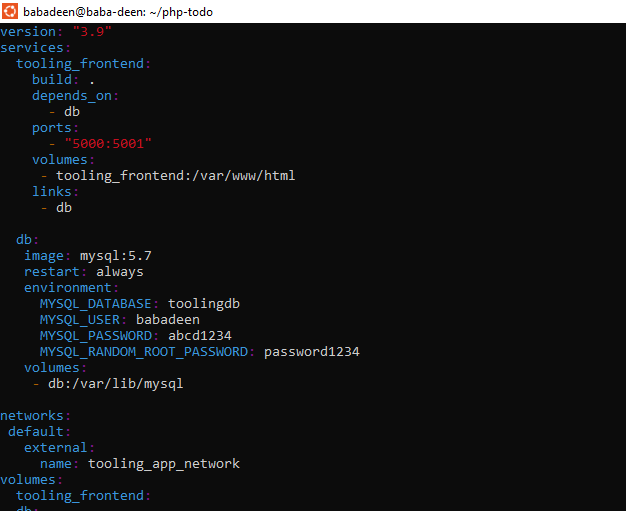 babadeen@baba-deen: ~/php-todo
version: "3.9"
services:
  tooling_frontend:
    build: .
    depends_on:
      - db
    ports:
      - "5000:5001"
    volumes:
     - tooling_frontend:/var/www/html
    links:
     - db

  db:
   image: mysql:5.7
   restart: always
   environment:
     MYSQL_DATABASE: toolingdb
     MYSQL_USER: babadeen
     MYSQL_PASSWORD: abcd1234
     MYSQL_RANDOM_ROOT_PASSWORD: password1234
   volumes:
    - db:/var/lib/mysql

networks:
 default:
   external:
     name: tooling_app_network
volumes:
  tooling_frontend:
  db: